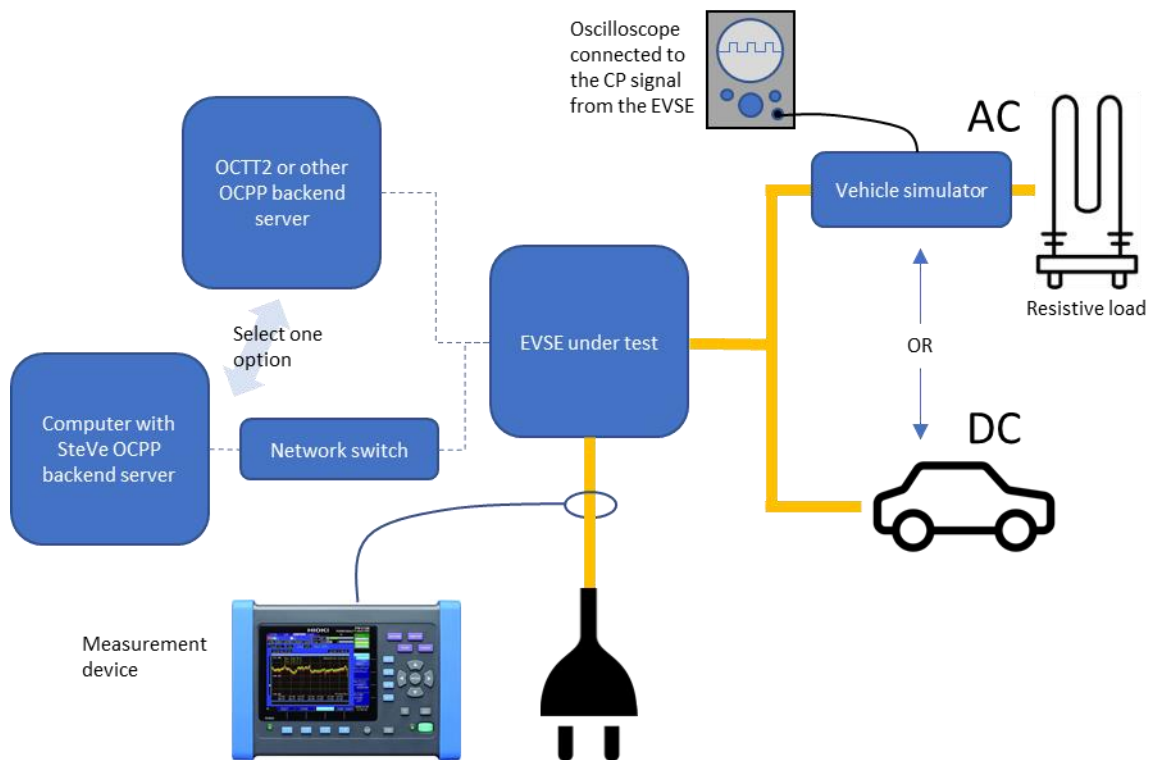 Oscilloscope
connected to
the CP signal
from the EVSE
AC
OCTT2 or other
OCPP backend
server
Vehicle simulator
Resistive load
Select one
option
EVSE under test
OR
Computer with
SteVe OCPP
backend server
Network switch
DC
Measurement
device
HIOKI